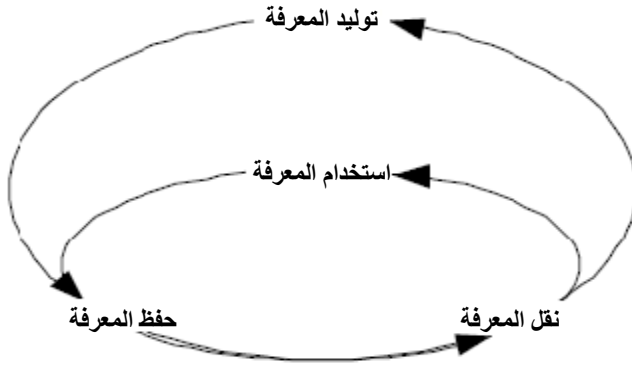 توليد المعرفة
استخدام المعرفة
نقل المعرفة
حفظ المعرفة